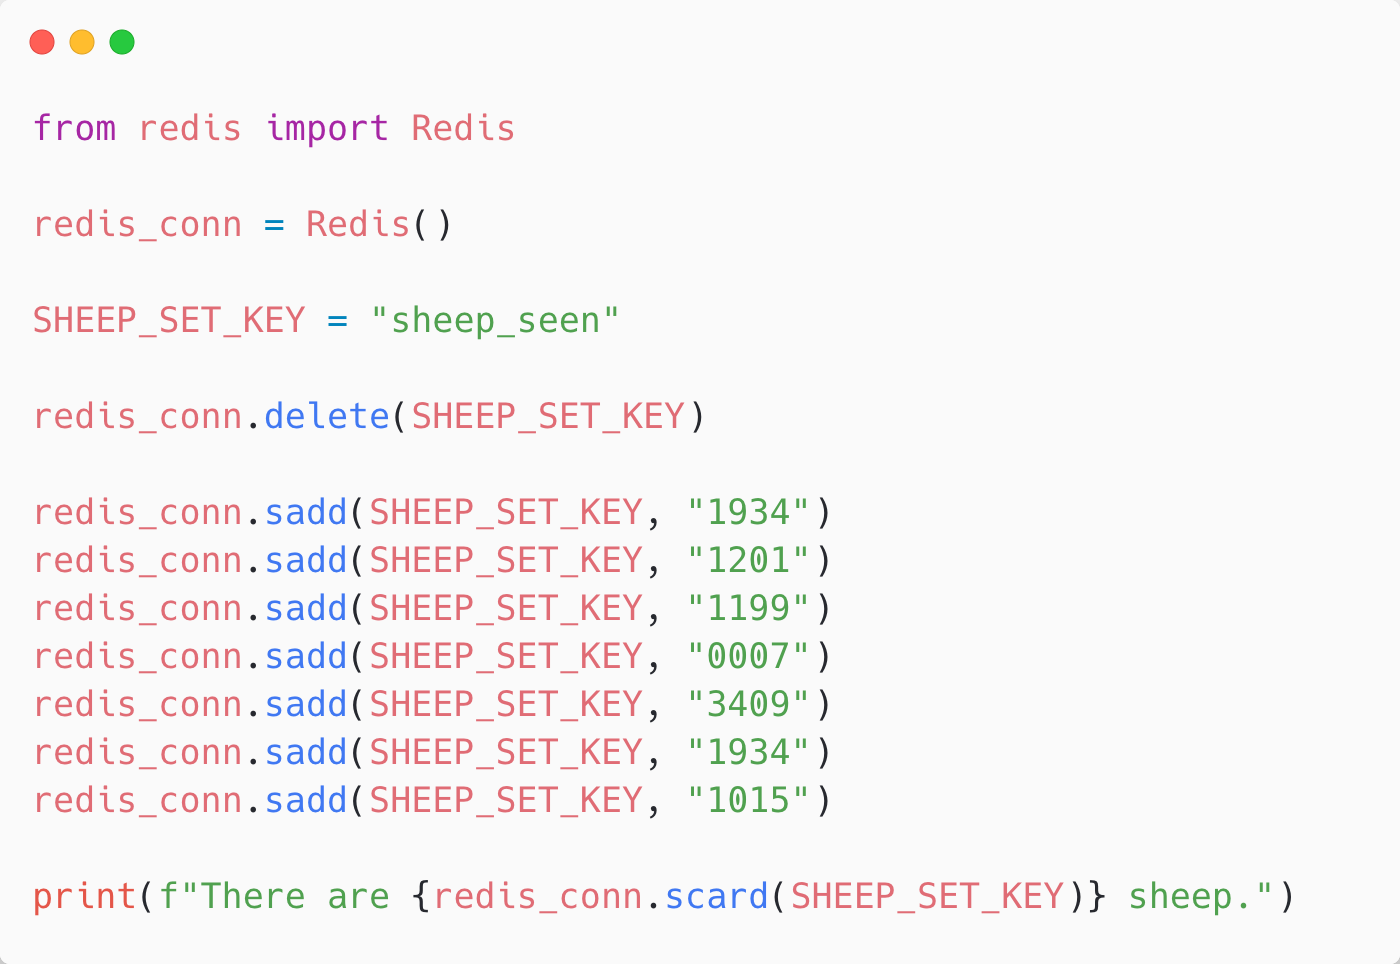 from redis import Redis
redis_conn = Redis()
SHEEP_SET_KEY = "sheep_seen"
redis_conn.delete(SHEEP_SET_KEY)
redis_conn.sadd(SHEEP_SET_KEY, "1934")
redis_conn.sadd(SHEEP_SET_KEY, "1201")
redis_conn.sadd(SHEEP_SET_KEY, "1199")
redis_conn.sadd(SHEEP_SET_KEY, "0007")
redis_conn.sadd(SHEEP_SET_KEY, "3409")
redis_conn.sadd(SHEEP_SET_KEY, "1934")
redis_conn.sadd(SHEEP_SET_KEY, "1015")
print(f"There are {redis_conn.scard(SHEEP_SET_KEY)} sheep.")